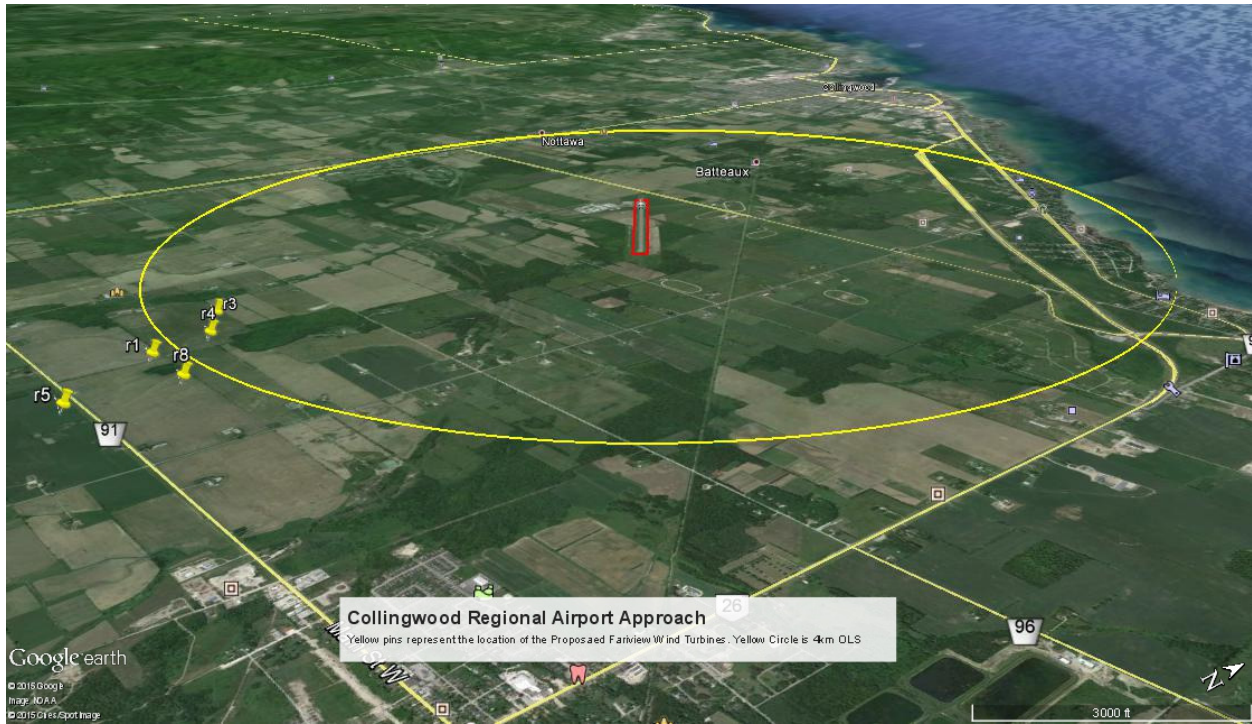 Collingwood
Nottawa
Batteaux
r3
r4
r1
r8
r5
91
9
26
96
Collingwood Regional Airport Approach
Yellow pins represent the location of the Proposaed Fariview Wind Turbines. Yellow Circle is 4km OLS
St W
Google earth
© 2015 Google
Image NOAA
© 2015 Cnes/Spot Image
N
3000 ft